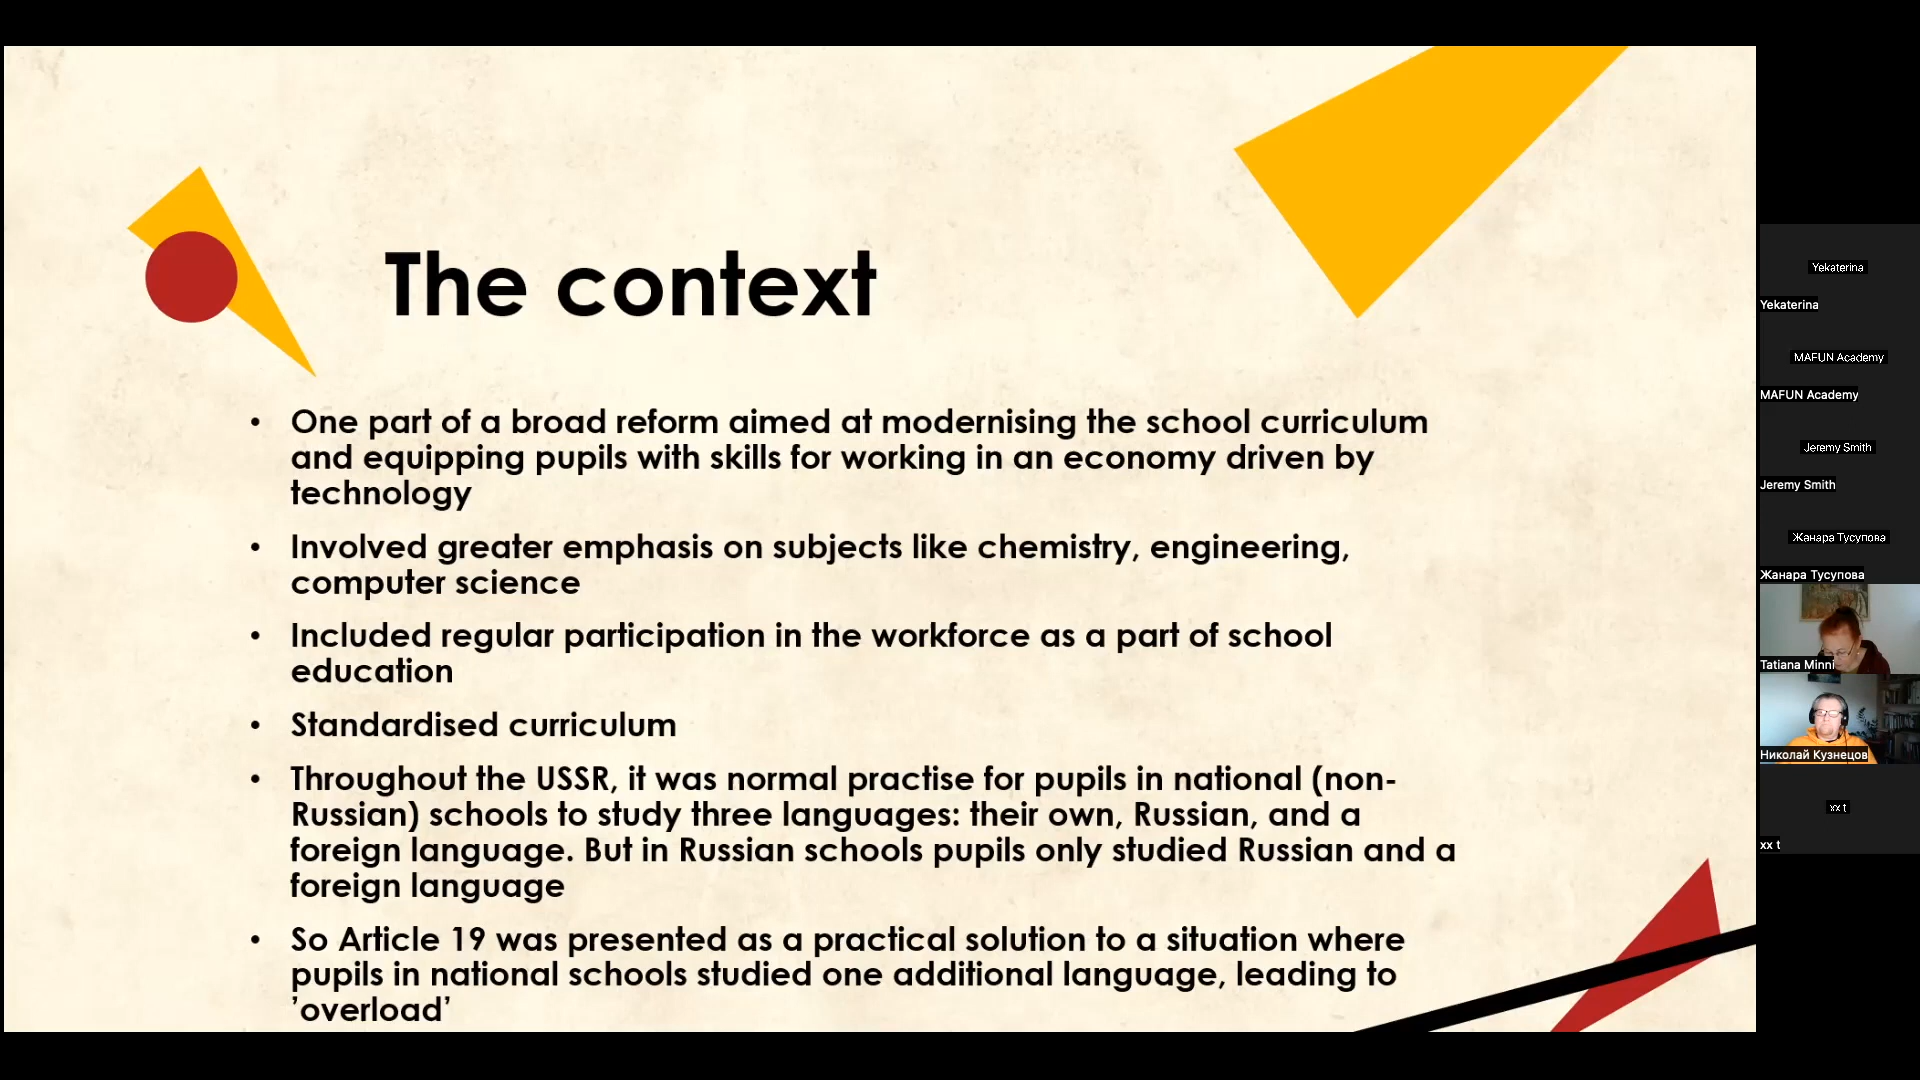 The context
• One part of a broad reform aimed at modernising the school curriculum
and equipping pupils with skills for working in an economy driven by
technology
• Involved greater emphasis on subjects like chemistry, engineering,
computer science
• Included regular participation in the workforce as a part of school
education
• Standardised curriculum
• Throughout the USSR, it was normal practise for pupils in national (non-
Russian) schools to study three languages: their own, Russian, and a
foreign language. But in Russian schools pupils only studied Russian and a
foreign language
• So Article 19 was presented as a practical solution to a situation where
pupils in national schools studied one additional language, leading to
’overload’
Yekaterina
Yekaterina
MAFUN Academy
MAFUN Academy
Jeremy Smith
Jeremy Smith
Жанара Тусупова
Жанара Тусупова
Tatiana Minni
Николай Кузнецов
xx t
xx t